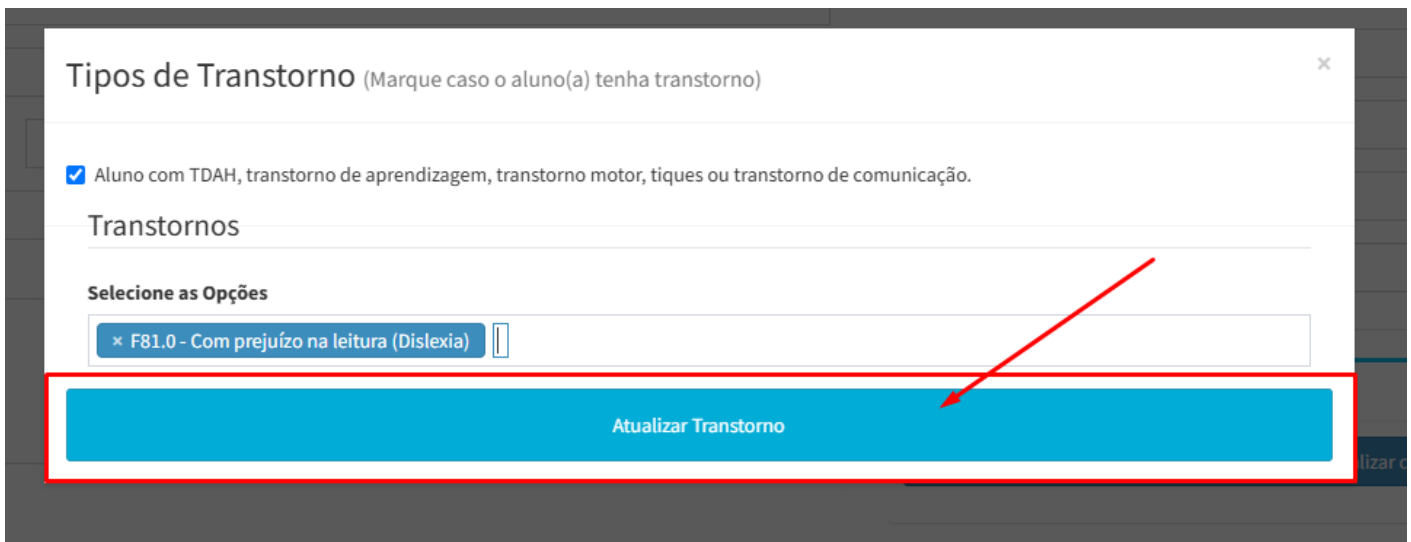 Tipos de Transtorno (Marque caso o aluno(a) tenha transtorno)
×
Aluno com TDAH, transtorno de aprendizagem, transtorno motor, tiques ou transtorno de comunicação.
Transtornos
Selecione as Opções
× F81.0 - Com prejuízo na leitura (Dislexia)
Atualizar Transtorno